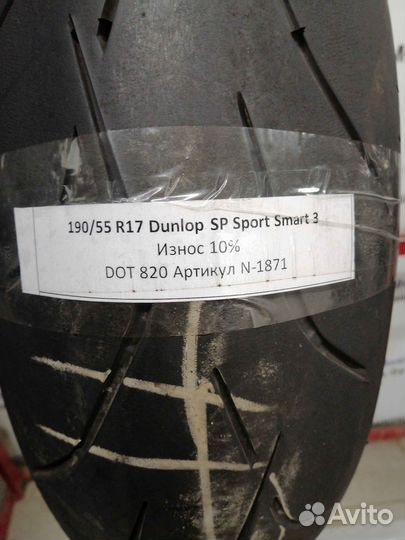 190/55 R17 Dunlop SP Sport Smart 3
Износ 10%
DOT 820 Артикул N-1871
Avito